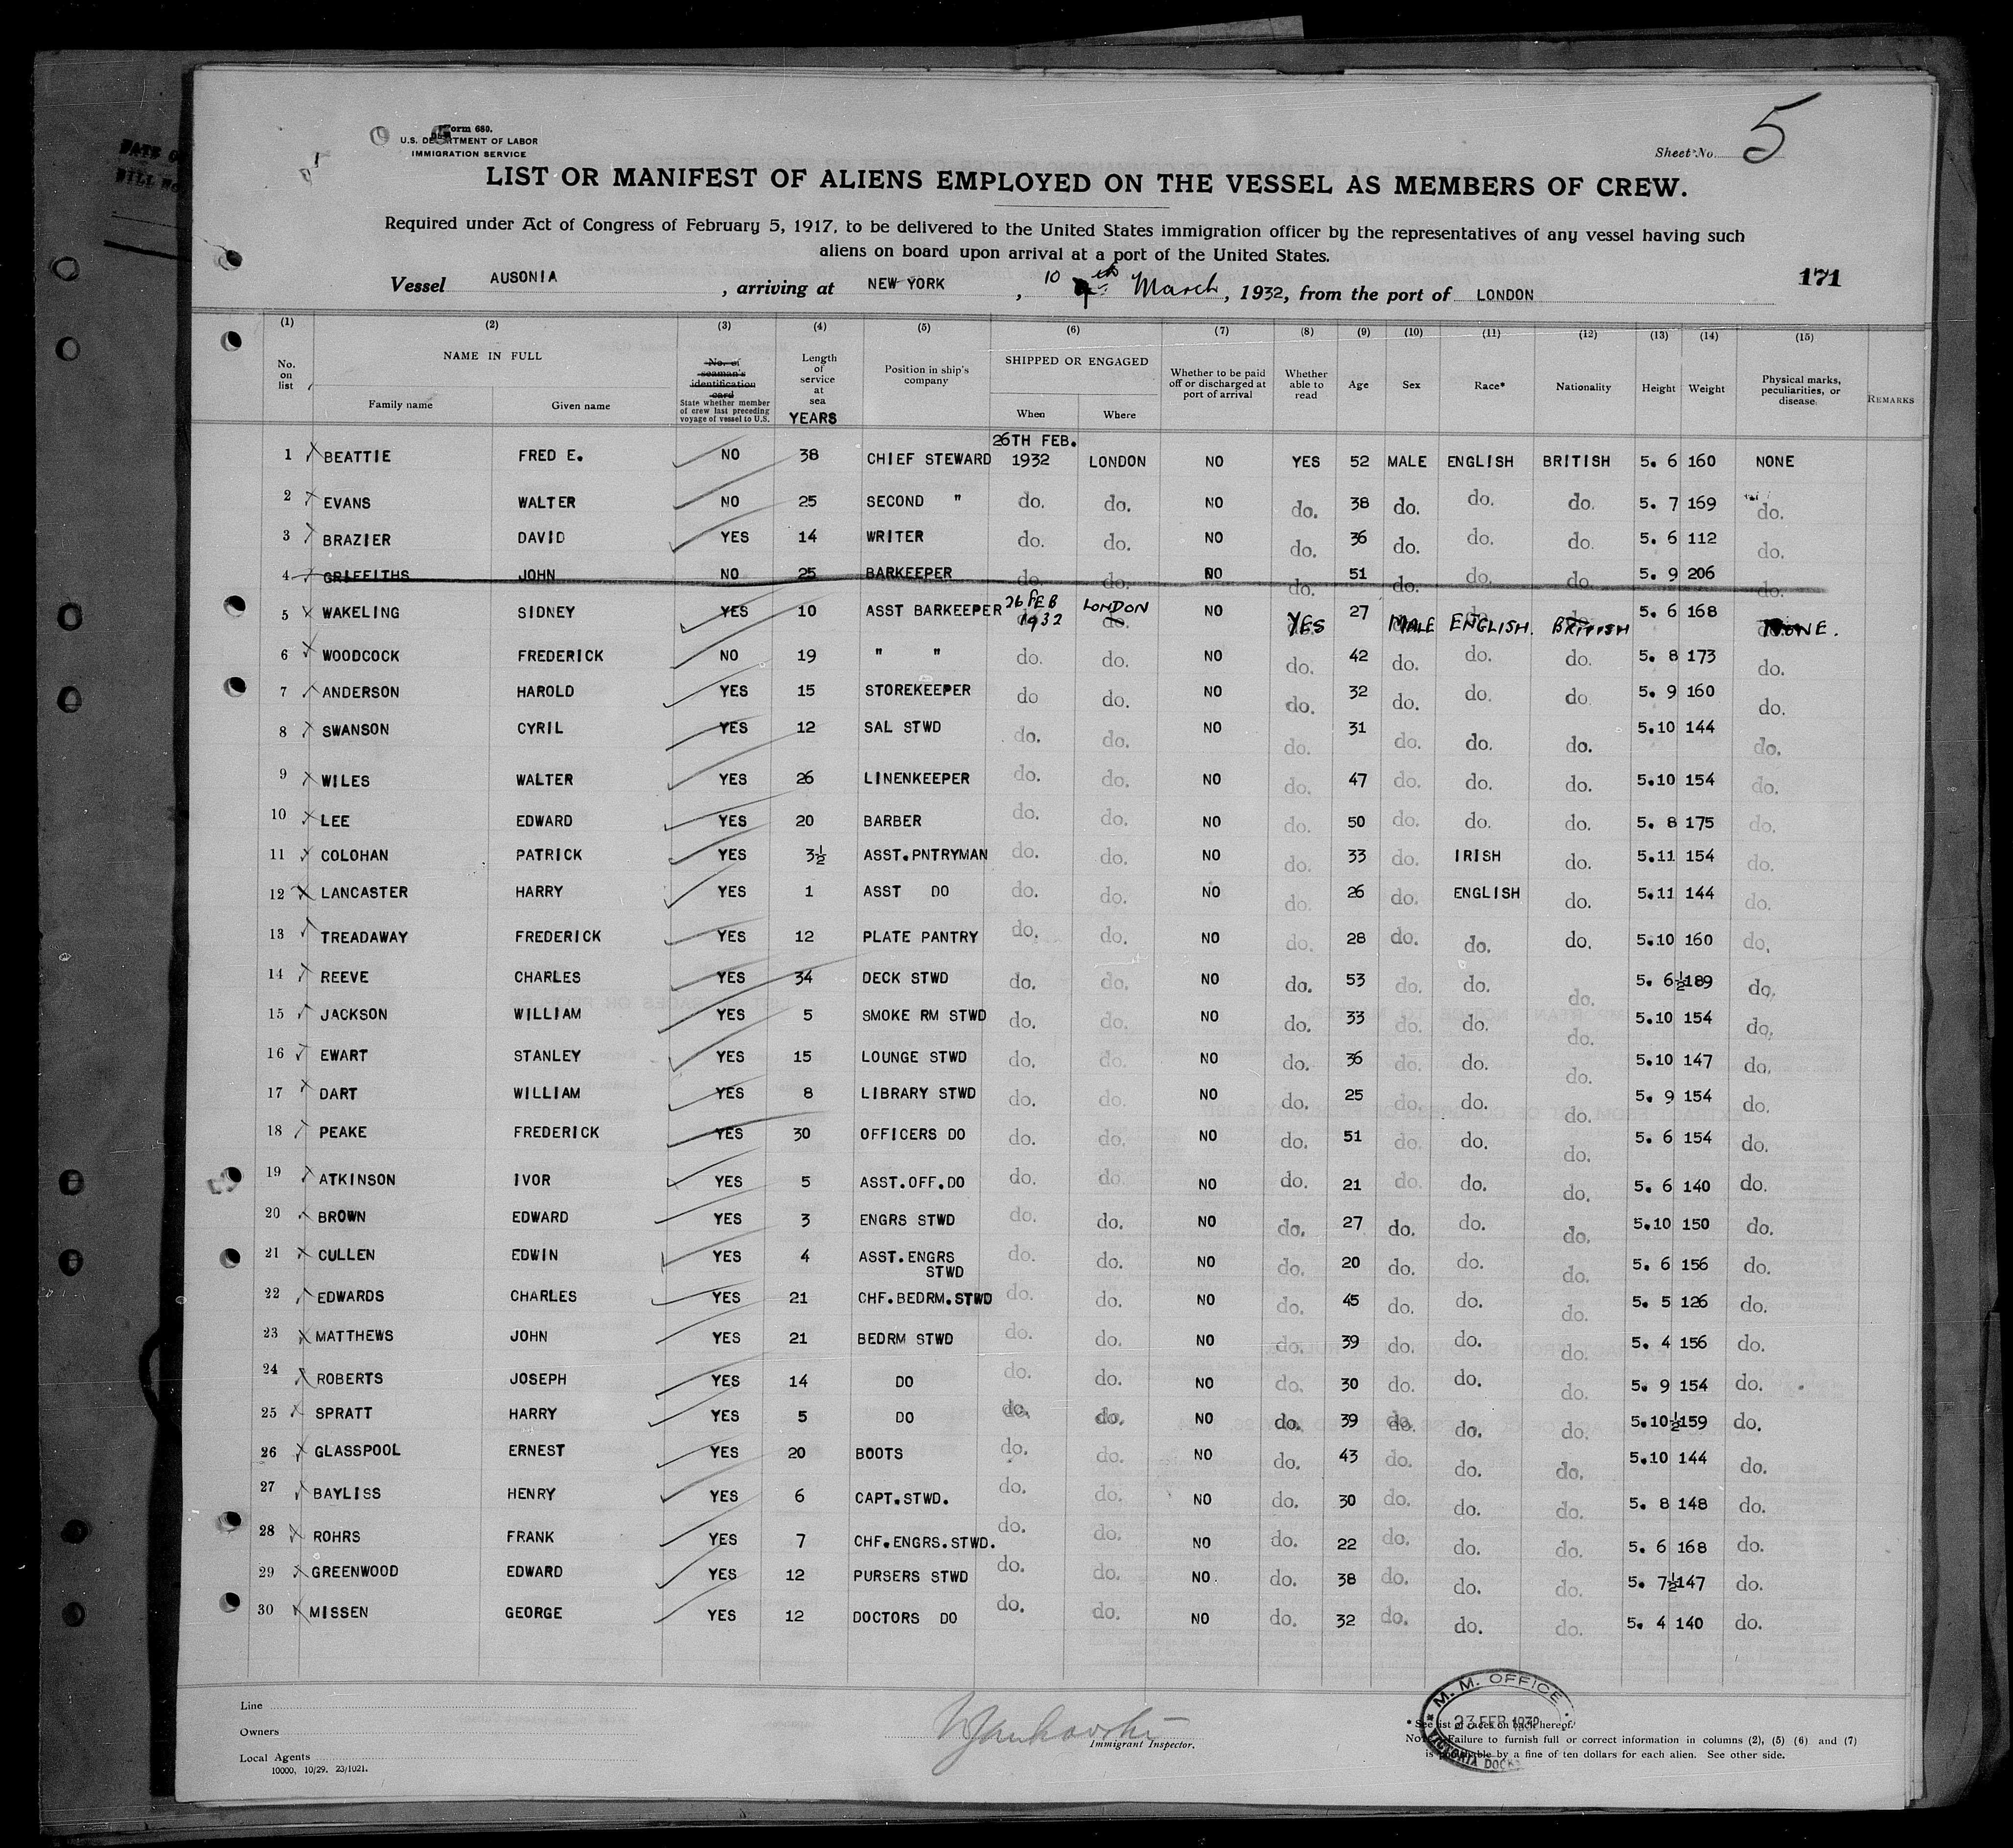 Form 680.
U.S. DEPARTMENT OF LABOR
IMMIGRATION SERVICE
Sheet No. 5
LIST OR MANIFEST OF ALIENS EMPLOYED ON THE VESSEL AS MEMBERS OF CREW.
Required under Act of Congress of February 5, 1917, to be delivered to the United States immigration officer by the representatives of any vessel having such
aliens on board upon arrival at a port of the United States.
Vessel AUSONIA, arriving at NEW YORK, 10th March, 1932, from the port of LONDON
171
(1) (2) (3) (4) (5) (6) (7) (8) (9) (10) (11) (12) (13) (14) (15)
No. on list NAME IN FULL Family name Given name No. of seaman's identification card State whether member of crew last preceding voyage of vessel to U.S. Length of service at sea YEARS Position in ship's company SHIPPED OR ENGAGED When Where Whether to be paid off or discharged at port of arrival Whether able to read Age Sex Race* Nationality Height Weight Physical marks, peculiarities, or disease. REMARKS
1 BEATTIE FRED E. NO 38 CHIEF STEWARD 26TH FEB. 1932 LONDON NO YES 52 MALE ENGLISH BRITISH 5. 6 160 NONE
2 EVANS WALTER NO 25 SECOND " do. do. NO do. 38 do. do. do. 5. 7 169 do.
3 BRAZIER DAVID YES 14 WRITER do. do. NO do. 36 do. do. do. 5. 6 112 do.
4 GRIFFITHS JOHN NO 25 BARKEEPER do. do. NO do. 51 do. do. do. 5. 9 206 do.
5 WAKELING SIDNEY YES 10 ASST BARKEEPER 26 FEB 1932 LONDON NO YES 27 MALE ENGLISH. BRITISH 5. 6 168 NONE.
6 WOODCOCK FREDERICK NO 19 " " do. do. NO do. 42 do. do. do. 5. 8 173 do.
7 ANDERSON HAROLD YES 15 STOREKEEPER do do. NO do. 32 do. do. do. 5. 9 160 do.
8 SWANSON CYRIL YES 12 SAL STWD do. do. NO do. 31 do. do. do. 5.10 144 do.
9 WILES WALTER YES 26 LINENKEEPER do. do. NO do. 47 do. do. do. 5.10 154 do.
10 LEE EDWARD YES 20 BARBER do. do. NO do. 50 do. do. do. 5. 8 175 do.
11 COLOHAN PATRICK YES 3½ ASST.PNTRYMAN do. do. NO do. 33 do. IRISH do. 5.11 154 do.
12 LANCASTER HARRY YES 1 ASST DO do. do. NO do. 26 do. ENGLISH do. 5.11 144 do.
13 TREADAWAY FREDERICK YES 12 PLATE PANTRY do. do. NO do. 28 do. do. do. 5.10 160 do.
14 REEVE CHARLES YES 34 DECK STWD do. do. NO do. 53 do. do. do. 5. 6½ 189 do.
15 JACKSON WILLIAM YES 5 SMOKE RM STWD do. do. NO do. 33 do. do. do. 5.10 154 do.
16 EWART STANLEY YES 15 LOUNGE STWD do. do. NO do. 36 do. do. do. 5.10 147 do.
17 DART WILLIAM YES 8 LIBRARY STWD do. do. NO do. 25 do. do. do. 5. 9 154 do.
18 PEAKE FREDERICK YES 30 OFFICERS DO do. do. NO do. 51 do. do. do. 5. 6 154 do.
19 ATKINSON IVOR YES 5 ASST.OFF.DO do. do. NO do. 21 do. do. do. 5. 6 140 do.
20 BROWN EDWARD YES 3 ENGRS STWD do. do. NO do. 27 do. do. do. 5.10 150 do.
21 CULLEN EDWIN YES 4 ASST.ENGRS STWD do. do. NO do. 20 do. do. do. 5. 6 156 do.
22 EDWARDS CHARLES YES 21 CHF.BEDRM.STWD do. do. NO do. 45 do. do. do. 5. 5 126 do.
23 MATTHEWS JOHN YES 21 BEDRM STWD do. do. NO do. 39 do. do. do. 5. 4 156 do.
24 ROBERTS JOSEPH YES 14 DO do. do. NO do. 30 do. do. do. 5. 9 154 do.
25 SPRATT HARRY YES 5 DO do. do. NO do. 39 do. do. do. 5.10½ 159 do.
26 GLASSPOOL ERNEST YES 20 BOOTS do. do. NO do. 43 do. do. do. 5.10 144 do.
27 BAYLISS HENRY YES 6 CAPT.STWD. do. do. NO do. 30 do. do. do. 5. 8 148 do.
28 ROHRS FRANK YES 7 CHF.ENGRS.STWD. do. do. NO do. 22 do. do. do. 5. 6 168 do.
29 GREENWOOD EDWARD YES 12 PURSERS STWD do. do. NO. do. 38 do. do. do. 5. 7½ 147 do.
30 MISSEN GEORGE YES 12 DOCTORS DO do. do. NO do. 32 do. do. do. 5. 4 140 do.
Line
Owners
Local Agents
10000, 10/29. 23/1021.
Immigrant Inspector.
M. M. OFFICE
23 FEB 1932
VICTORIA DOCKS
* See list of races on back hereof.
Note.—Failure to furnish full or correct information in columns (2), (5) (6) and (7)
is punishable by a fine of ten dollars for each alien. See other side.